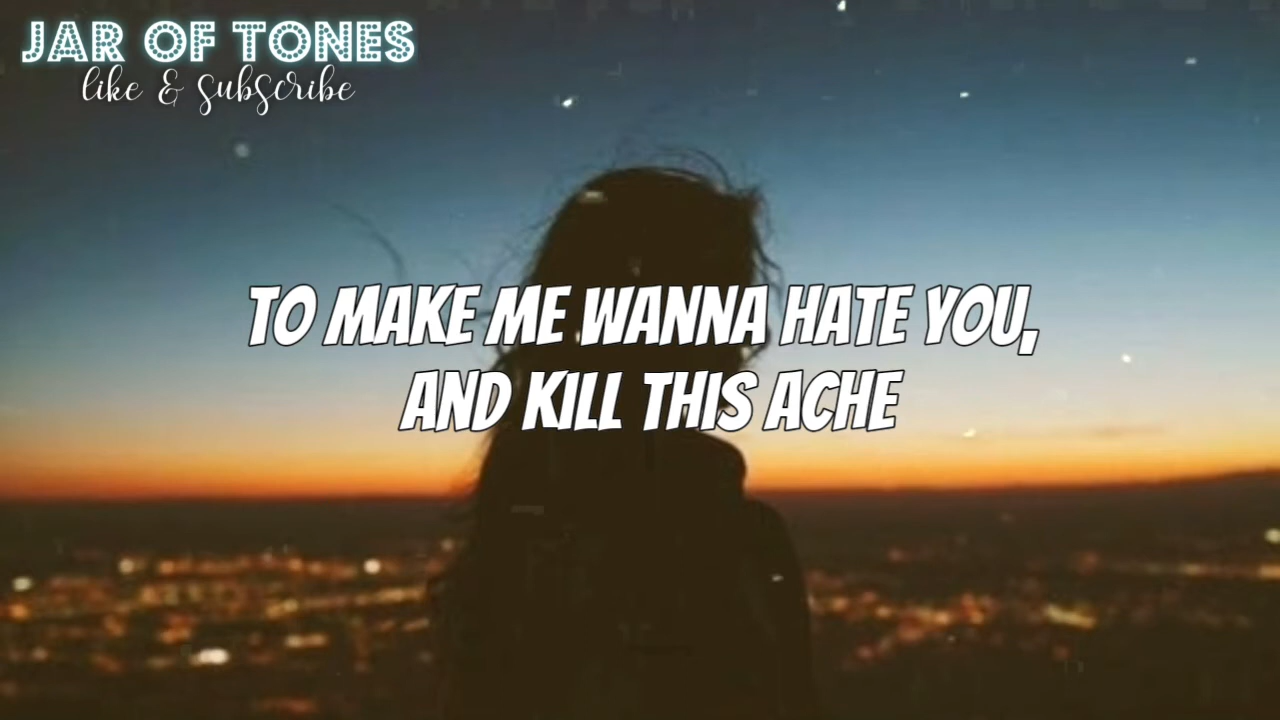 JAR OF TONES
like & subscribe
TO MAKE ME WANNA HATE YOU,
AND KILL THIS ACHE